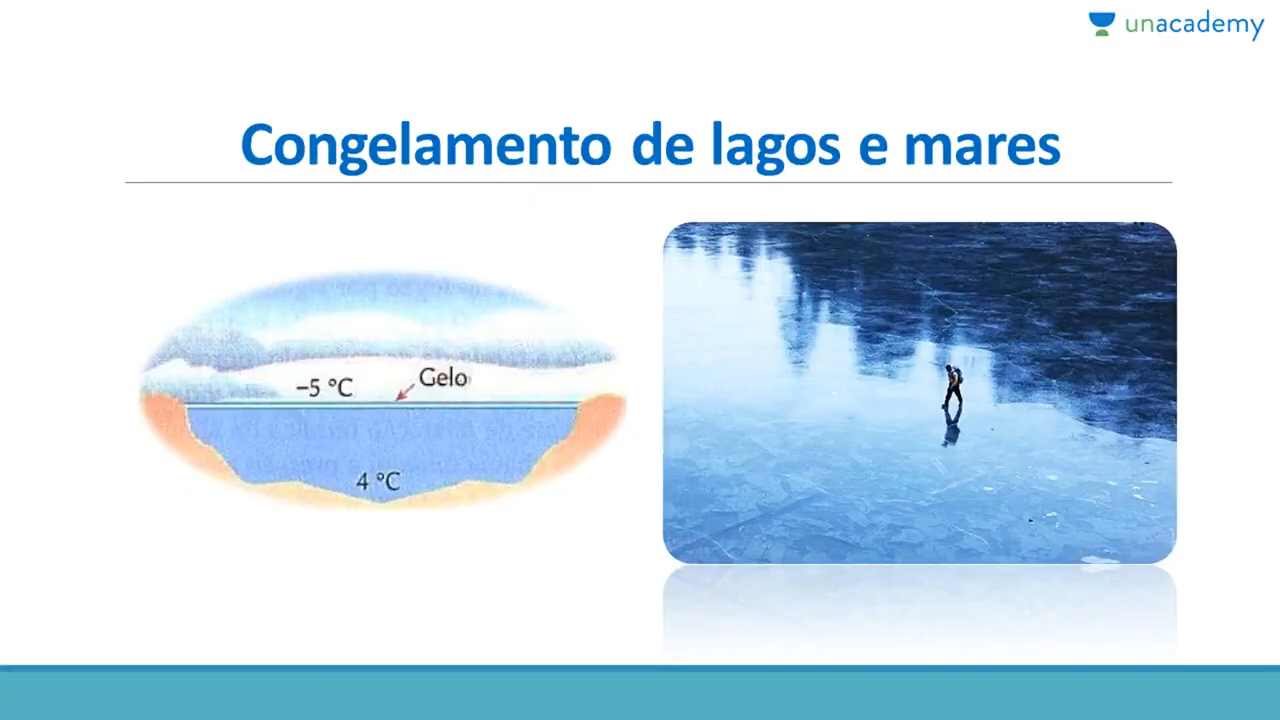 unacademy
Congelamento de lagos e mares
−5 °C
Gelo
4 °C